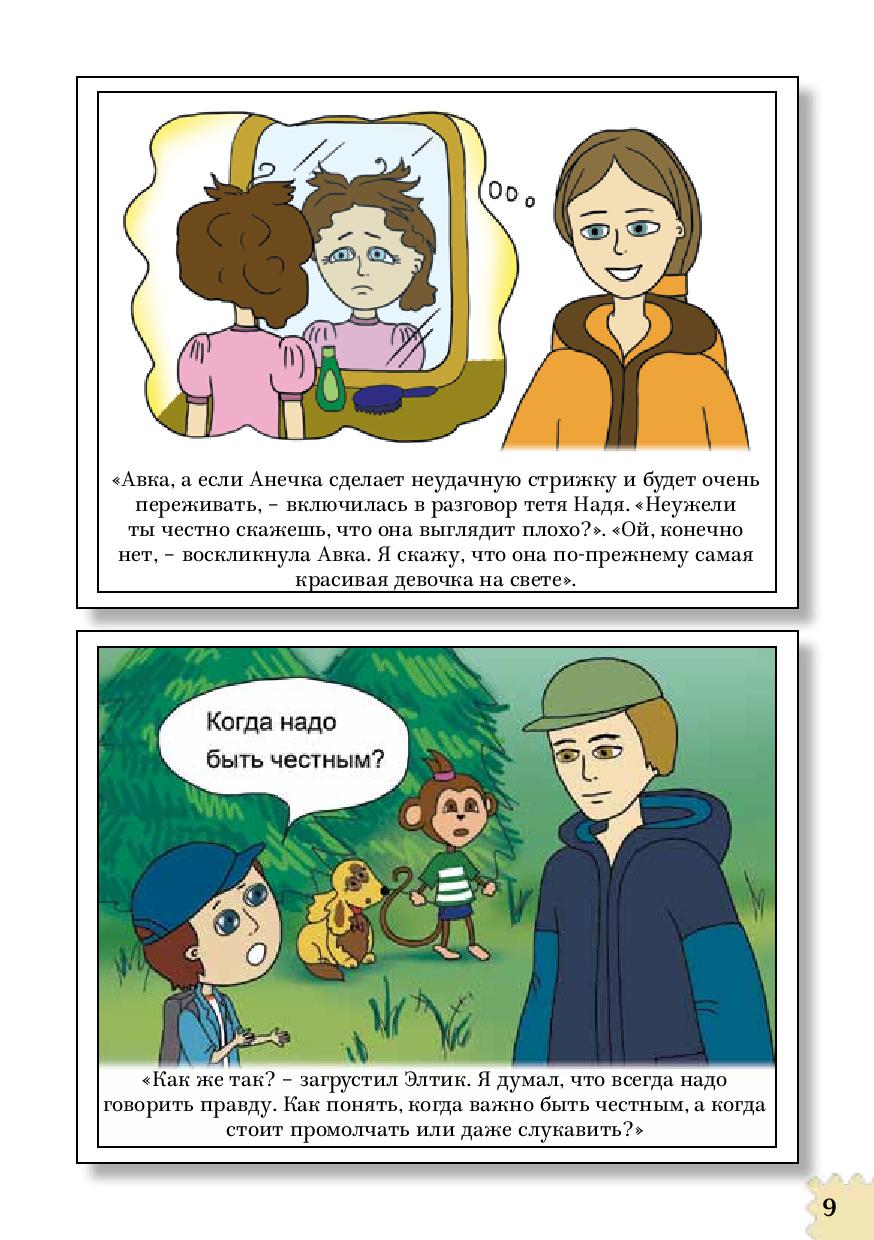 «Авка, а если Анечка сделает неудачную стрижку и будет очень
переживать, – включилась в разговор тетя Надя. «Неужели
ты честно скажешь, что она выглядит плохо?». «Ой, конечно
нет, – воскликнула Авка. Я скажу, что она по-прежнему самая
красивая девочка на свете».
Когда надо
быть честным?
«Как же так? – загрустил Элтик. Я думал, что всегда надо
говорить правду. Как понять, когда важно быть честным, а когда
стоит промолчать или даже слукавить?»
9